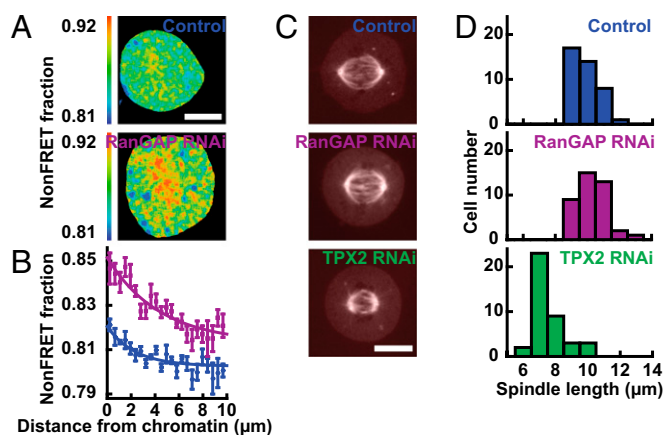 A
NonFRET fraction
0.92
0.81
Control
0.92
0.81
RanGAP RNAi
B
NonFRET fraction
0.85
0.83
0.81
0.79
0 2 4 6 8 10
Distance from chromatin (μm)
C
Control
RanGAP RNAi
TPX2 RNAi
D
Cell number
Control
20
10
0
RanGAP RNAi
20
10
0
TPX2 RNAi
20
10
0
6 8 10 12 14
Spindle length (μm)